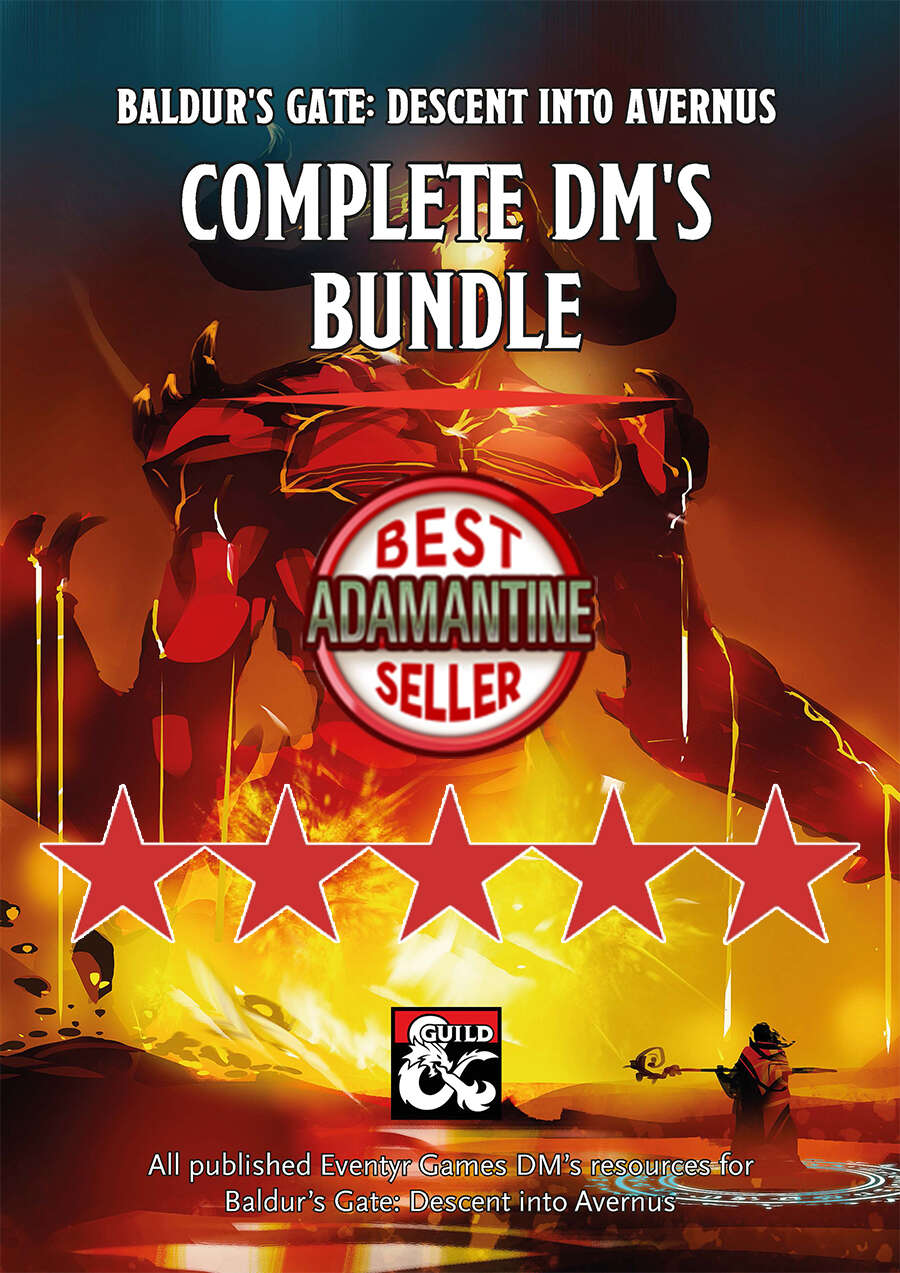 BALDUR'S GATE: DESCENT INTO AVERNUS
COMPLETE DM'S
BUNDLE
BEST
ADAMANTINE
SELLER
GUILD
All published Eventyr Games DM's resources for
Baldur's Gate: Descent into Avernus